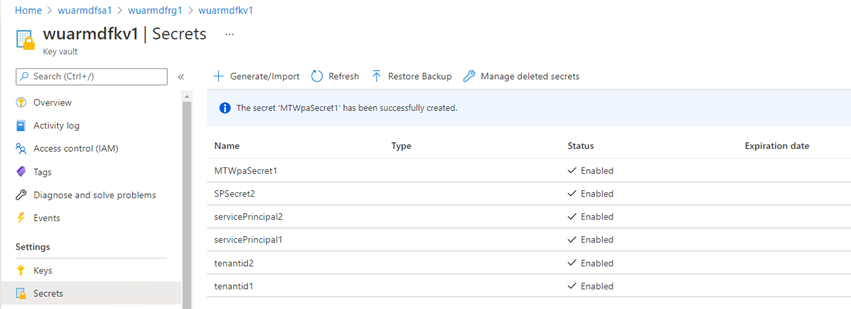 Home > wuarmdfsa1 > wuarmdfrg1 > wuarmdfkv1
wuarmdfkv1 | Secrets ...
Key vault
Search (Ctrl+/)
«
Generate/Import
Refresh
Restore Backup
Manage deleted secrets
Overview
Activity log
Access control (IAM)
Tags
Diagnose and solve problems
Events
Settings
Keys
Secrets
The secret 'MTWpaSecret1' has been successfully created.
Name Type Status Expiration date
MTWpaSecret1 Enabled
SPSecret2 Enabled
servicePrincipal2 Enabled
servicePrincipal1 Enabled
tenantid2 Enabled
tenantid1 Enabled